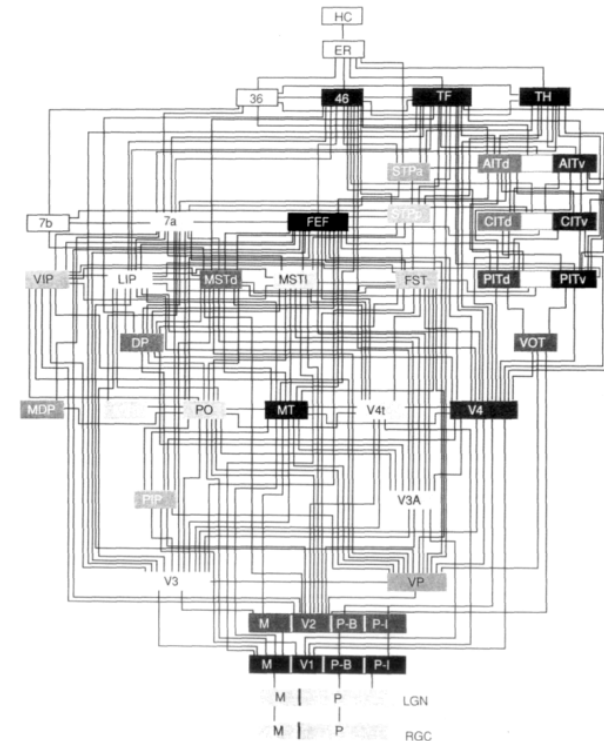 HC
ER
36 46 TF TH
STPa AITd AITv
7b 7a FEF STPp CITd CITv
VIP LIP MSTd MSTl FST PITd PITv
DP VOT
MDP PO MT V4t V4
PIP V3A
V3 VP
M V2 P-B P-I
M V1 P-B P-I
M P LGN
M P RGC